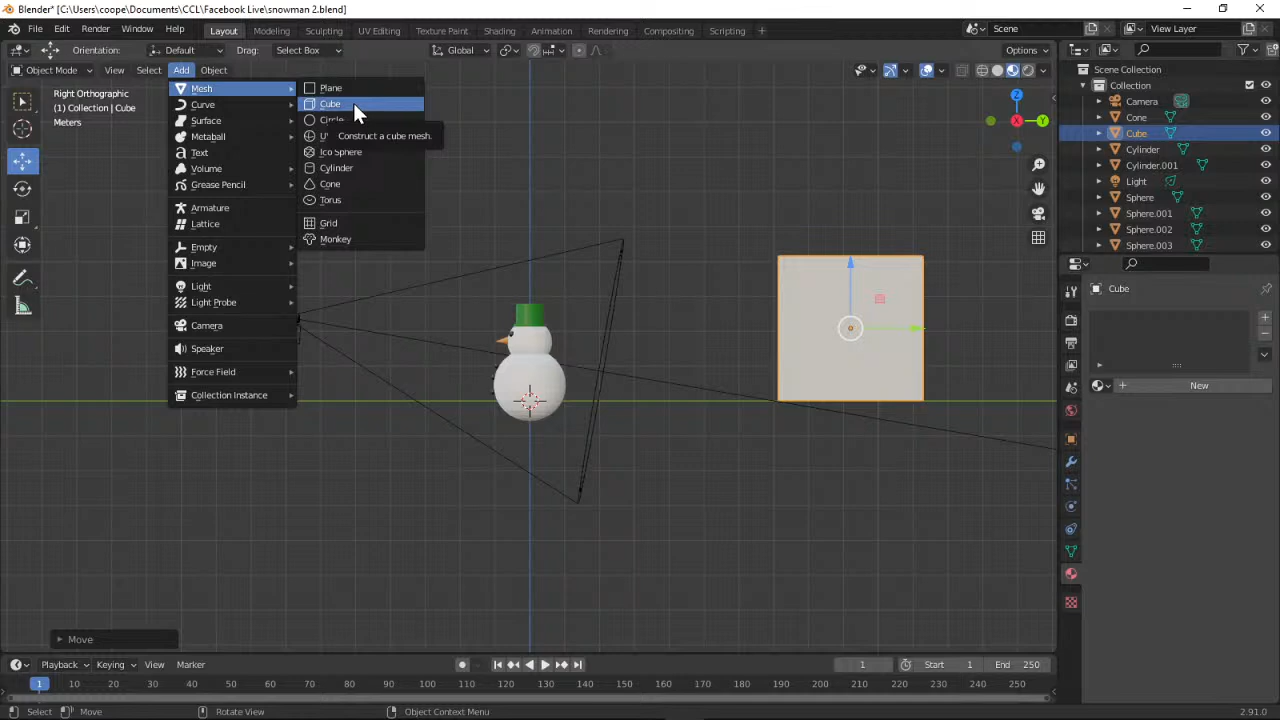 Blender* [C:\Users\coope\Documents\CCL\Facebook Live\snowman 2.blend]
File Edit Render Window Help Layout Modeling Sculpting UV Editing Texture Paint Shading Animation Rendering Compositing Scripting + Scene View Layer
Orientation: Default Drag: Select Box Global Options
Object Mode View Select Add Object
Right Orthographic
(1) Collection | Cube
Meters
Mesh
Curve
Surface
Metaball
Text
Volume
Grease Pencil
Armature
Lattice
Empty
Image
Light
Light Probe
Camera
Speaker
Force Field
Collection Instance
Plane
Cube
Circle
Construct a cube mesh.
Ico Sphere
Cylinder
Cone
Torus
Grid
Monkey
Z
X
Y
Scene Collection
Collection
Camera
Cone
Cube
Cylinder
Cylinder.001
Light
Sphere
Sphere.001
Sphere.002
Sphere.003
Cube
+ New
Move
Playback Keying View Marker 1 Start 1 End 250
1 10 20 30 40 50 60 70 80 90 100 110 120 130 140 150 160 170 180 190 200 210 220 230 240 250
Select Move Rotate View Object Context Menu 2.91.0